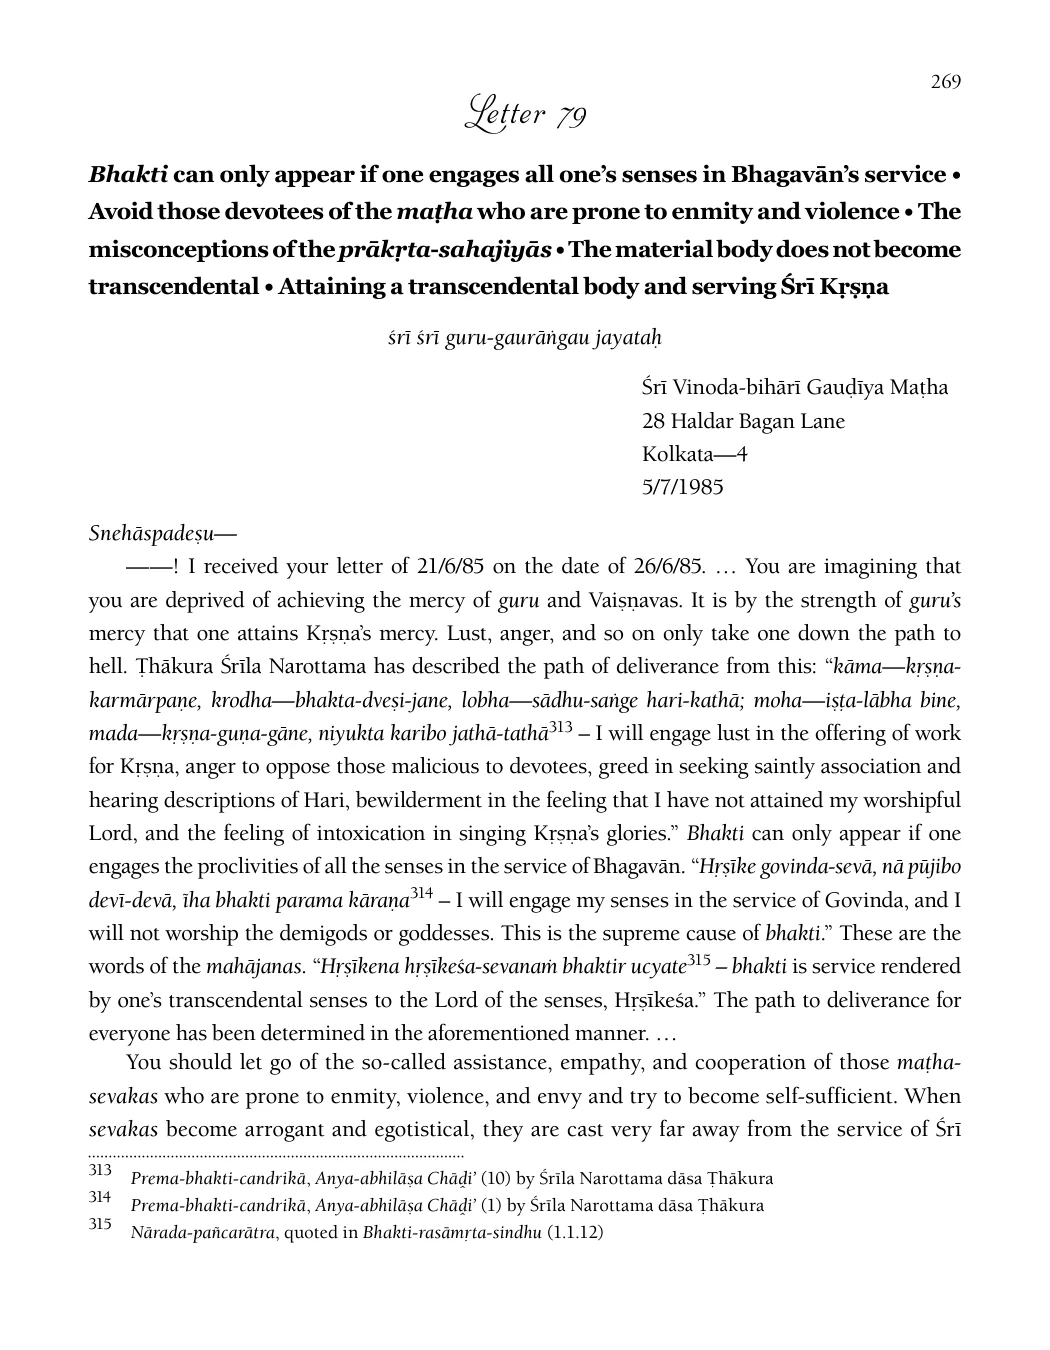 269
Letter 79
Bhakti can only appear if one engages all one’s senses in Bhagavān’s service •
Avoid those devotees of the maṭha who are prone to enmity and violence • The
misconceptions of the prākṛta-sahajiyās • The material body does not become
transcendental • Attaining a transcendental body and serving Śrī Kṛṣṇa
śrī śrī guru-gaurāṅgau jayataḥ
Śrī Vinoda-bihārī Gauḍīya Maṭha
28 Haldar Bagan Lane
Kolkata—4
5/7/1985
Snehāspadeṣu—
——! I received your letter of 21/6/85 on the date of 26/6/85. … You are imagining that
you are deprived of achieving the mercy of guru and Vaiṣṇavas. It is by the strength of guru’s
mercy that one attains Kṛṣṇa’s mercy. Lust, anger, and so on only take one down the path to
hell. Ṭhākura Śrīla Narottama has described the path of deliverance from this: “kāma—kṛṣṇa-
karmārpaṇe, krodha—bhakta-dveṣi-jane, lobha—sādhu-saṅge hari-kathā; moha—iṣṭa-lābha bine,
mada—kṛṣṇa-guṇa-gāne, niyukta karibo jathā-tathā313 – I will engage lust in the offering of work
for Kṛṣṇa, anger to oppose those malicious to devotees, greed in seeking saintly association and
hearing descriptions of Hari, bewilderment in the feeling that I have not attained my worshipful
Lord, and the feeling of intoxication in singing Kṛṣṇa’s glories.” Bhakti can only appear if one
engages the proclivities of all the senses in the service of Bhagavān. “Hṛṣīke govinda-sevā, nā pūjibo
devī-devā, īha bhakti parama kāraṇa314 – I will engage my senses in the service of Govinda, and I
will not worship the demigods or goddesses. This is the supreme cause of bhakti.” These are the
words of the mahājanas. “Hṛṣīkena hṛṣīkeśa-sevanaṁ bhaktir ucyate315 – bhakti is service rendered
by one’s transcendental senses to the Lord of the senses, Hṛṣīkeśa.” The path to deliverance for
everyone has been determined in the aforementioned manner. …
You should let go of the so-called assistance, empathy, and cooperation of those maṭha-
sevakas who are prone to enmity, violence, and envy and try to become self-sufficient. When
sevakas become arrogant and egotistical, they are cast very far away from the service of Śrī
313 Prema-bhakti-candrikā, Anya-abhilāṣa Chāḓi’ (10) by Śrīla Narottama dāsa Ṭhākura
314 Prema-bhakti-candrikā, Anya-abhilāṣa Chāḓi’ (1) by Śrīla Narottama dāsa Ṭhākura
315 Nārada-pañcarātra, quoted in Bhakti-rasāmṛta-sindhu (1.1.12)